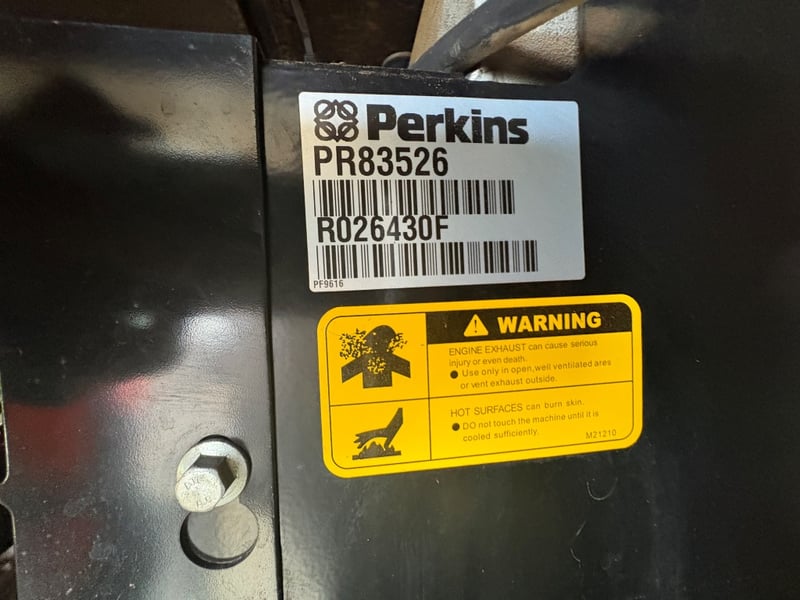 Perkins
PR83526
R026430F
PF9616
WARNING
ENGINE EXHAUST can cause serious
injury or even death.
● Use only in open,well ventilated ares
or vent exhaust outside.
HOT SURFACES can burn skin.
● DO not touch the machine until it is
cooled sufficiently.
M21210